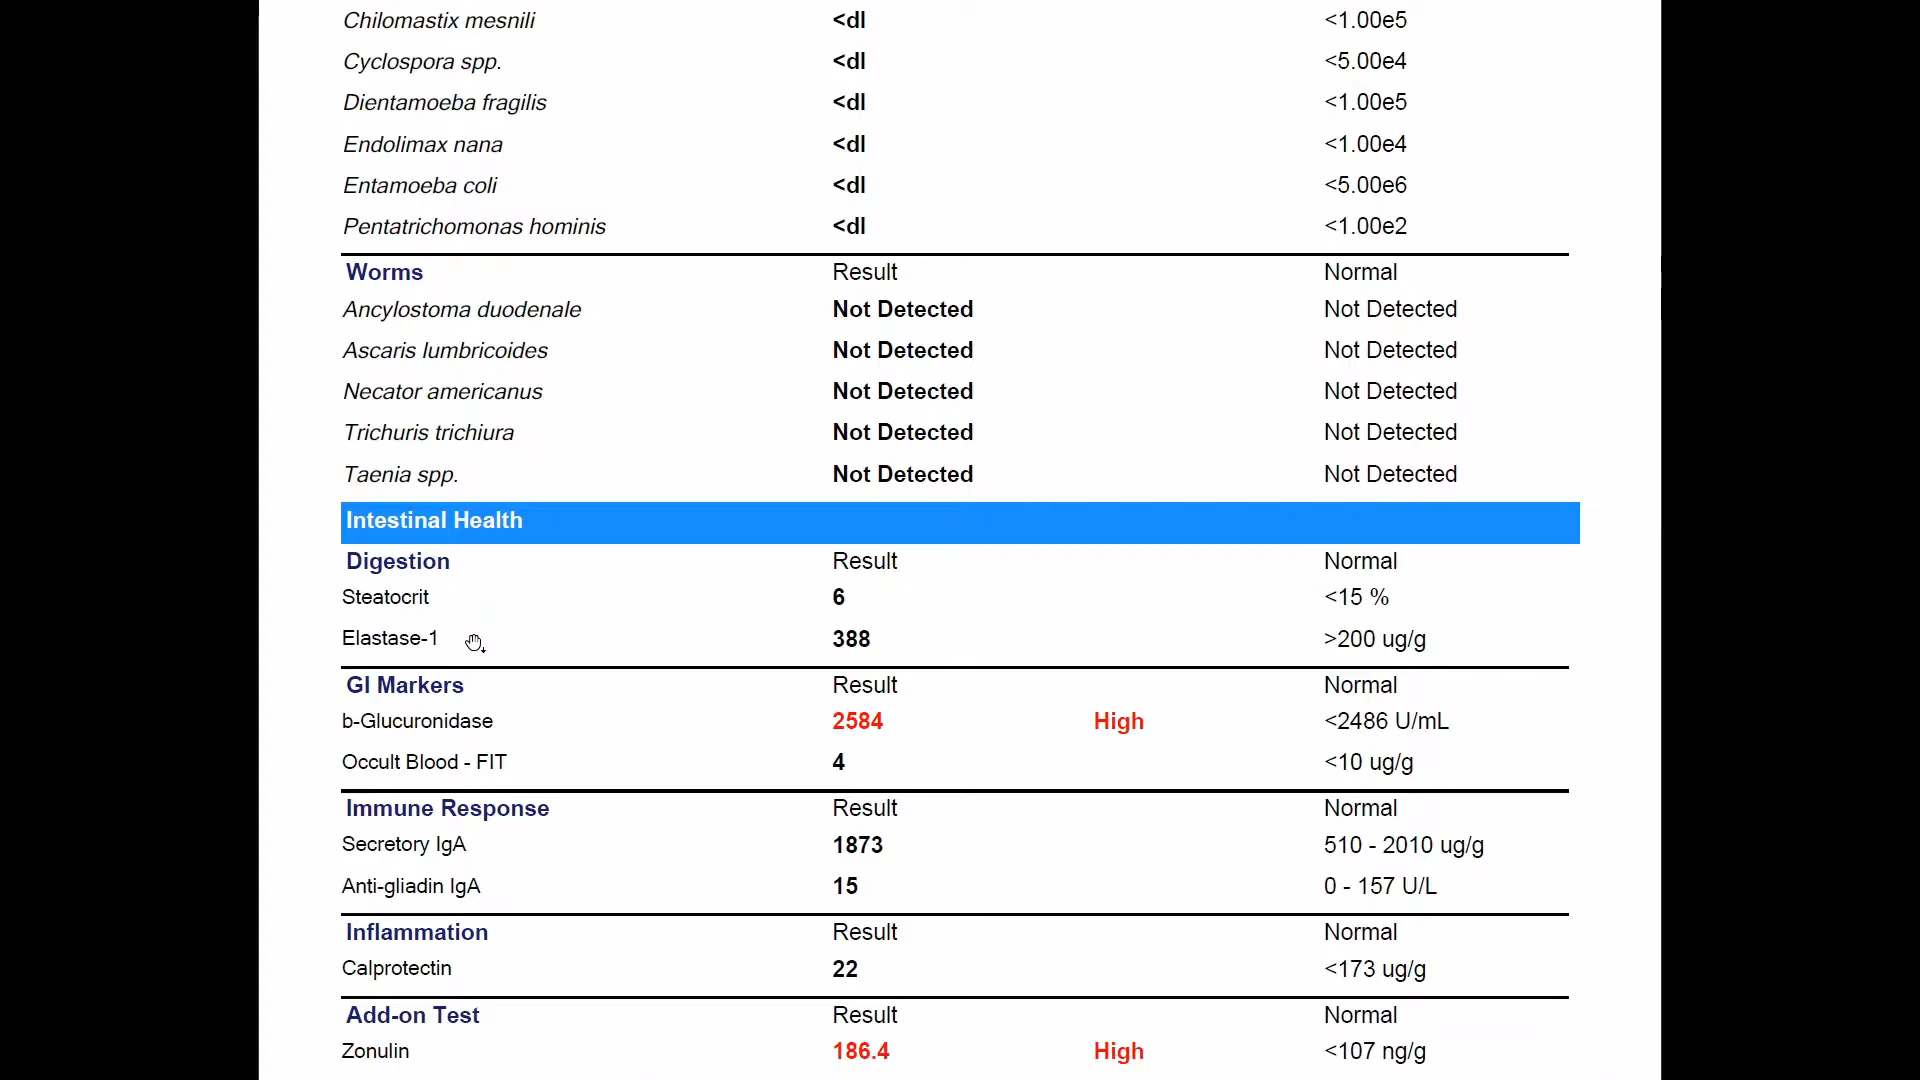 Chilomastix mesnili <dl <1.00e5
Cyclospora spp. <dl <5.00e4
Dientamoeba fragilis <dl <1.00e5
Endolimax nana <dl <1.00e4
Entamoeba coli <dl <5.00e6
Pentatrichomonas hominis <dl <1.00e2
Worms Result Normal
Ancylostoma duodenale Not Detected Not Detected
Ascaris lumbricoides Not Detected Not Detected
Necator americanus Not Detected Not Detected
Trichuris trichiura Not Detected Not Detected
Taenia spp. Not Detected Not Detected
Intestinal Health
Digestion Result Normal
Steatocrit 6 <15 %
Elastase-1 388 >200 ug/g
GI Markers Result Normal
b-Glucuronidase 2584 High <2486 U/mL
Occult Blood - FIT 4 <10 ug/g
Immune Response Result Normal
Secretory IgA 1873 510 - 2010 ug/g
Anti-gliadin IgA 15 0 - 157 U/L
Inflammation Result Normal
Calprotectin 22 <173 ug/g
Add-on Test Result Normal
Zonulin 186.4 High <107 ng/g